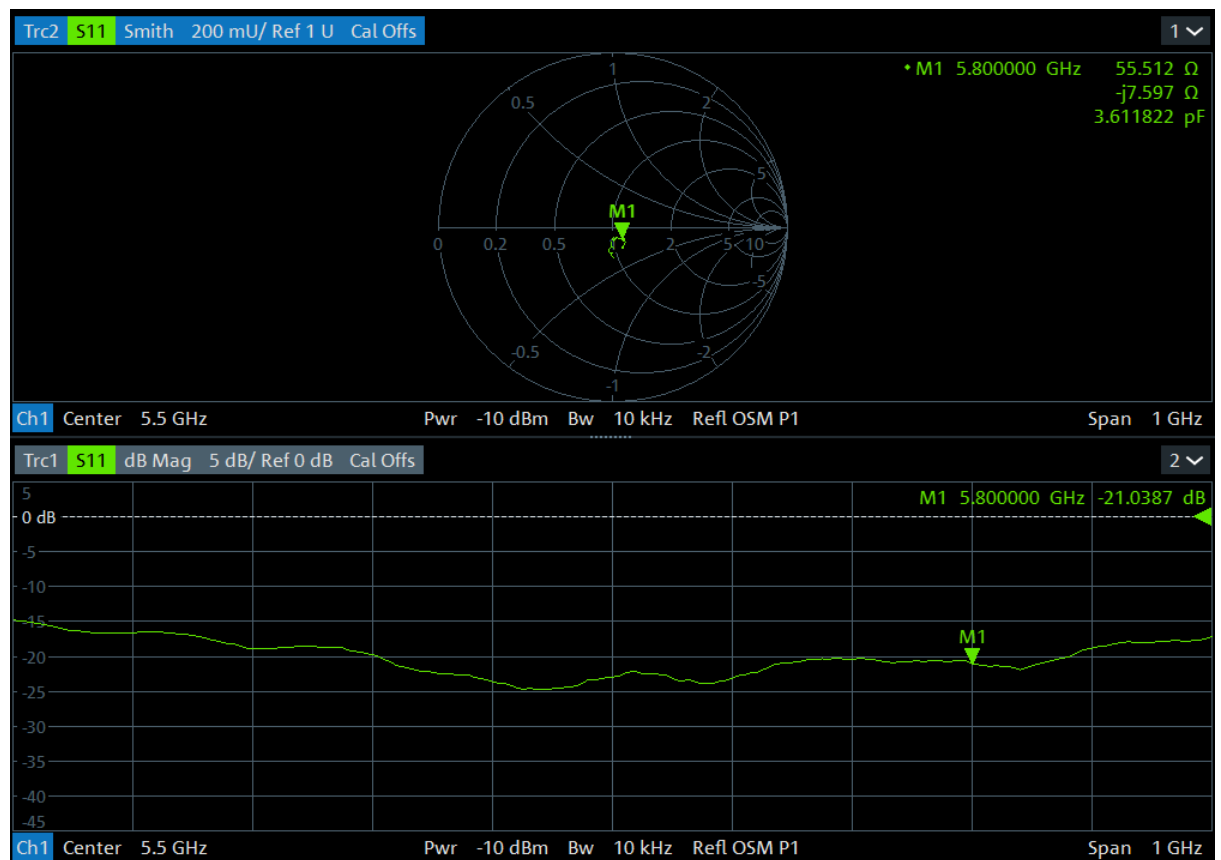 Trc2 S11 Smith 200 mU/ Ref 1 U Cal Offs 1
• M1 5.800000 GHz 55.512 Ω
-j7.597 Ω
3.611822 pF
1
0.5 2
5
M1
0 0.2 0.5 2 5 10
-5
-0.5 -2
-1
Ch1 Center 5.5 GHz Pwr -10 dBm Bw 10 kHz Refl OSM P1 Span 1 GHz
Trc1 S11 dB Mag 5 dB/ Ref 0 dB Cal Offs 2
5 M1 5.800000 GHz -21.0387 dB
0 dB
-5
-10
-15
M1
-20
-25
-30
-35
-40
-45
Ch1 Center 5.5 GHz Pwr -10 dBm Bw 10 kHz Refl OSM P1 Span 1 GHz